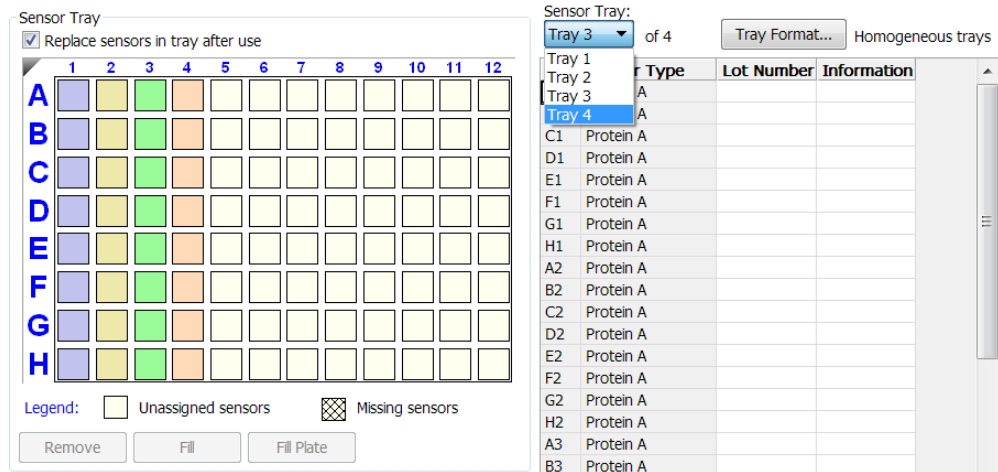 Sensor Tray
Replace sensors in tray after use
1 2 3 4 5 6 7 8 9 10 11 12
A
B
C
D
E
F
G
H
Legend: Unassigned sensors Missing sensors
Remove Fill Fill Plate
Sensor Tray:
Tray 3 of 4 Tray Format... Homogeneous trays
Tray 1
Tray 2
Tray 3
Tray 4
r Type Lot Number Information
A
A
C1 Protein A
D1 Protein A
E1 Protein A
F1 Protein A
G1 Protein A
H1 Protein A
A2 Protein A
B2 Protein A
C2 Protein A
D2 Protein A
E2 Protein A
F2 Protein A
G2 Protein A
H2 Protein A
A3 Protein A
B3 Protein A